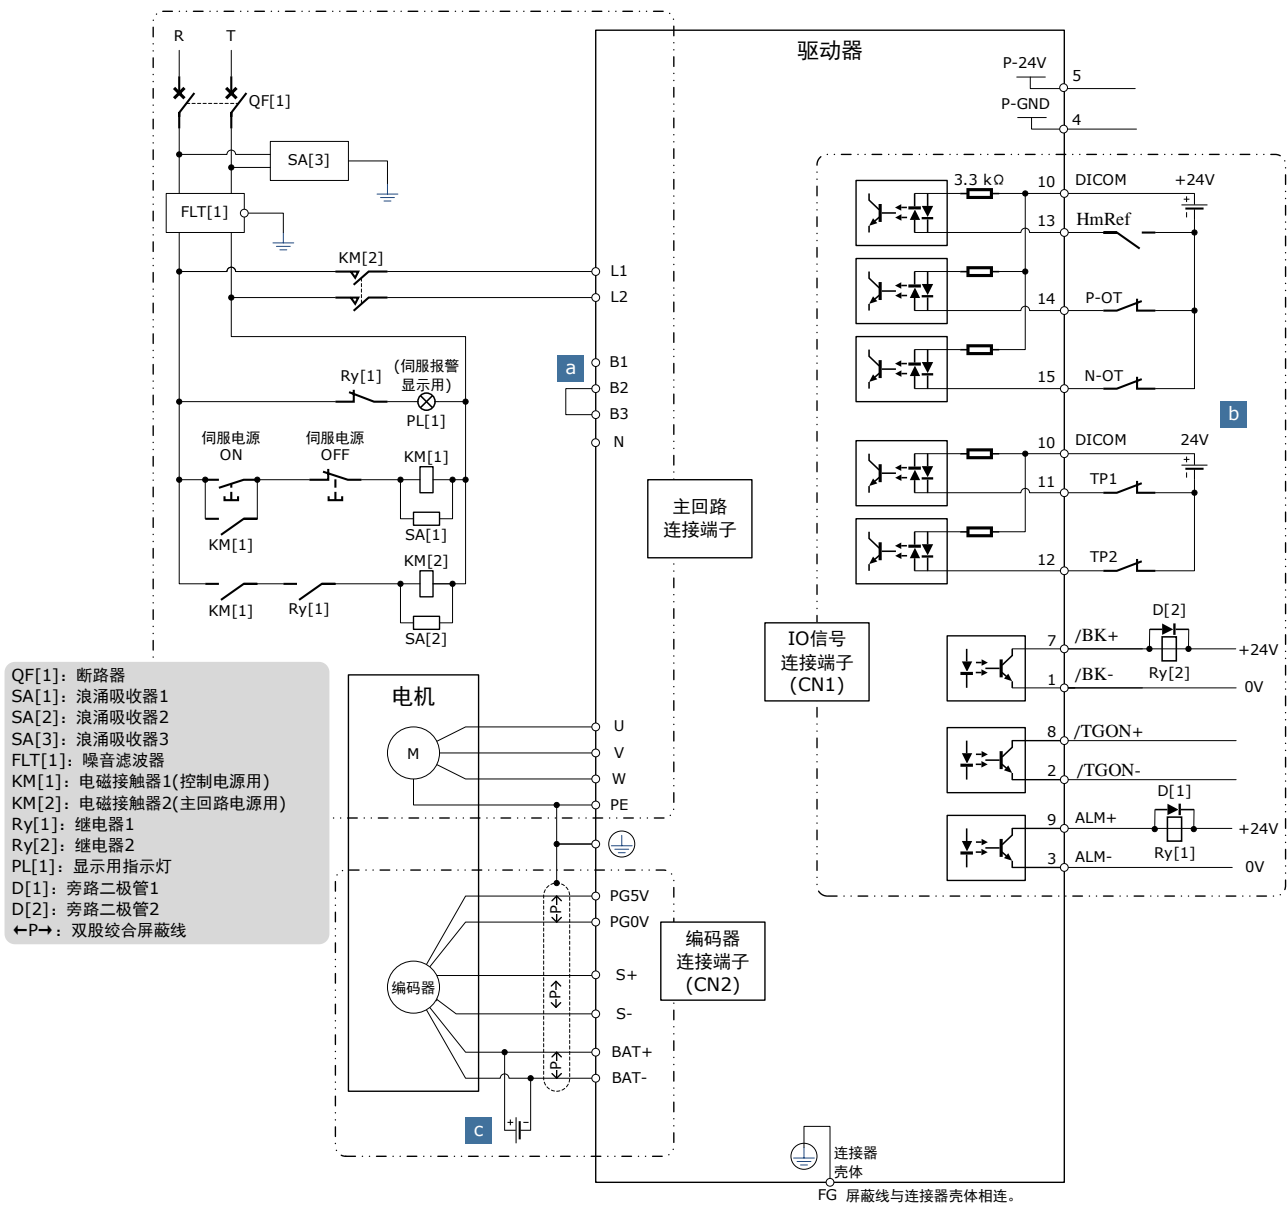 R
T
QF[1]
SA[3]
FLT[1]
KM[2]
L1
L2
(伺服报警
显示用)
Ry[1]
PL[1]
a
B1
B2
B3
N
伺服电源
ON
伺服电源
OFF
KM[1]
SA[1]
KM[1]
KM[2]
KM[1]
Ry[1]
SA[2]
主回路
连接端子
QF[1]：断路器
SA[1]：浪涌吸收器1
SA[2]：浪涌吸收器2
SA[3]：浪涌吸收器3
FLT[1]：噪音滤波器
KM[1]：电磁接触器1(控制电源用)
KM[2]：电磁接触器2(主回路电源用)
Ry[1]：继电器1
Ry[2]：继电器2
PL[1]：显示用指示灯
D[1]：旁路二极管1
D[2]：旁路二极管2
←P→：双股绞合屏蔽线
电机
M
U
V
W
PE
编码器
PG5V
PG0V
S+
S-
BAT+
BAT-
←P→
←P→
←P→
+
-
c
编码器
连接端子
(CN2)
驱动器
P-24V
5
P-GND
4
3.3 kΩ
10
DICOM
+24V
+
-
13
HmRef
14
P-OT
15
N-OT
b
10
DICOM
24V
+
-
11
TP1
12
TP2
IO信号
连接端子
(CN1)
7
/BK+
D[2]
Ry[2]
+24V
1
/BK-
0V
8
/TGON+
2
/TGON-
D[1]
9
ALM+
Ry[1]
+24V
3
ALM-
0V
连接器
壳体
FG 屏蔽线与连接器壳体相连。